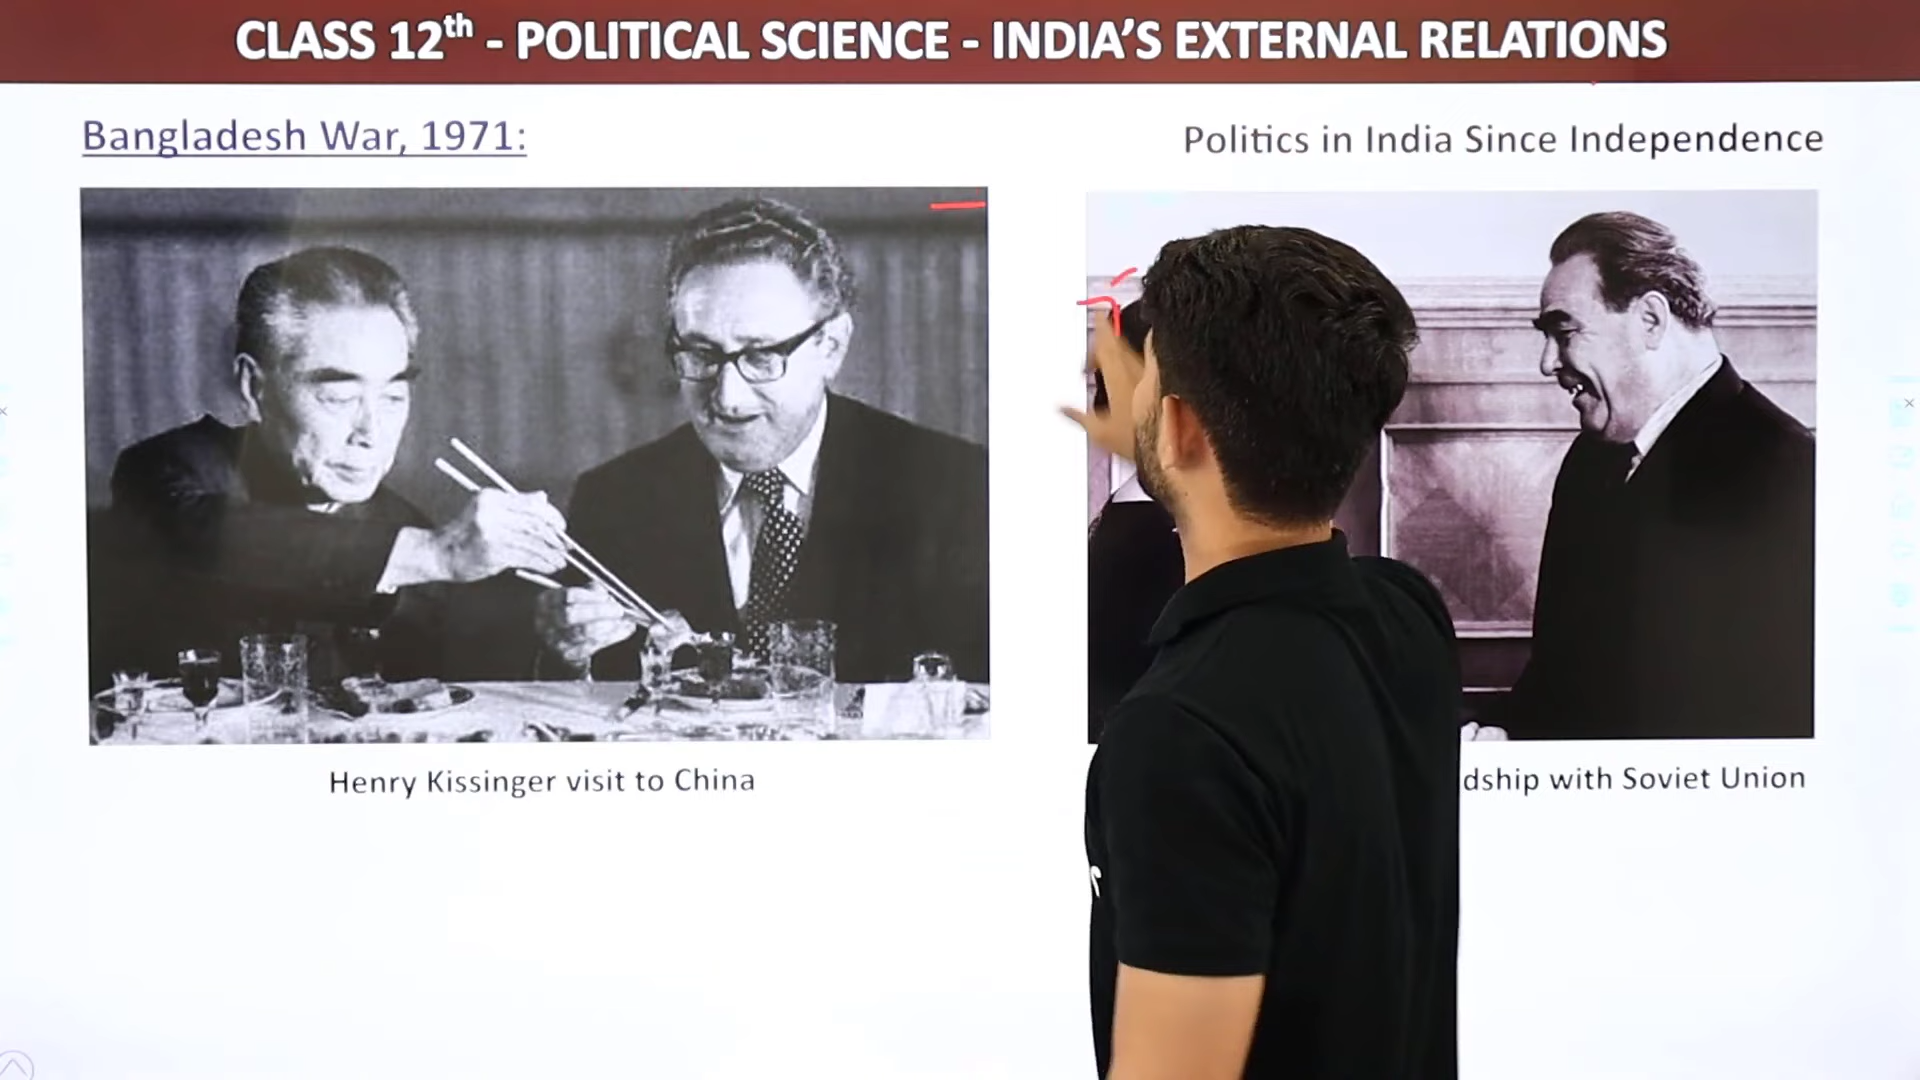 CLASS 12th - POLITICAL SCIENCE - INDIA'S EXTERNAL RELATIONS
Bangladesh War, 1971:
Politics in India Since Independence
Henry Kissinger visit to China
with Soviet Union